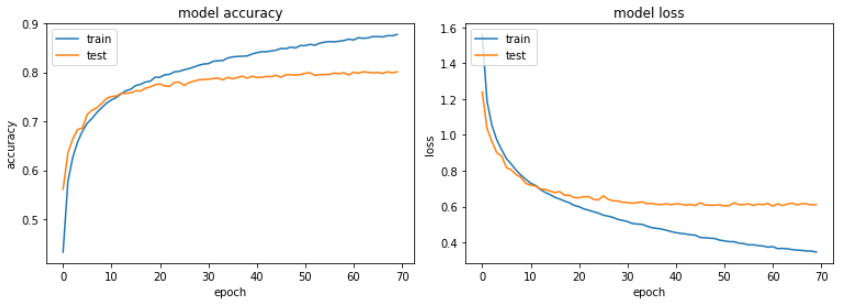 model accuracy
train
test
0.9
0.8
0.7
0.6
0.5
accuracy
0 10 20 30 40 50 60 70
epoch
model loss
train
test
1.6
1.4
1.2
1.0
0.8
0.6
0.4
loss
0 10 20 30 40 50 60 70
epoch